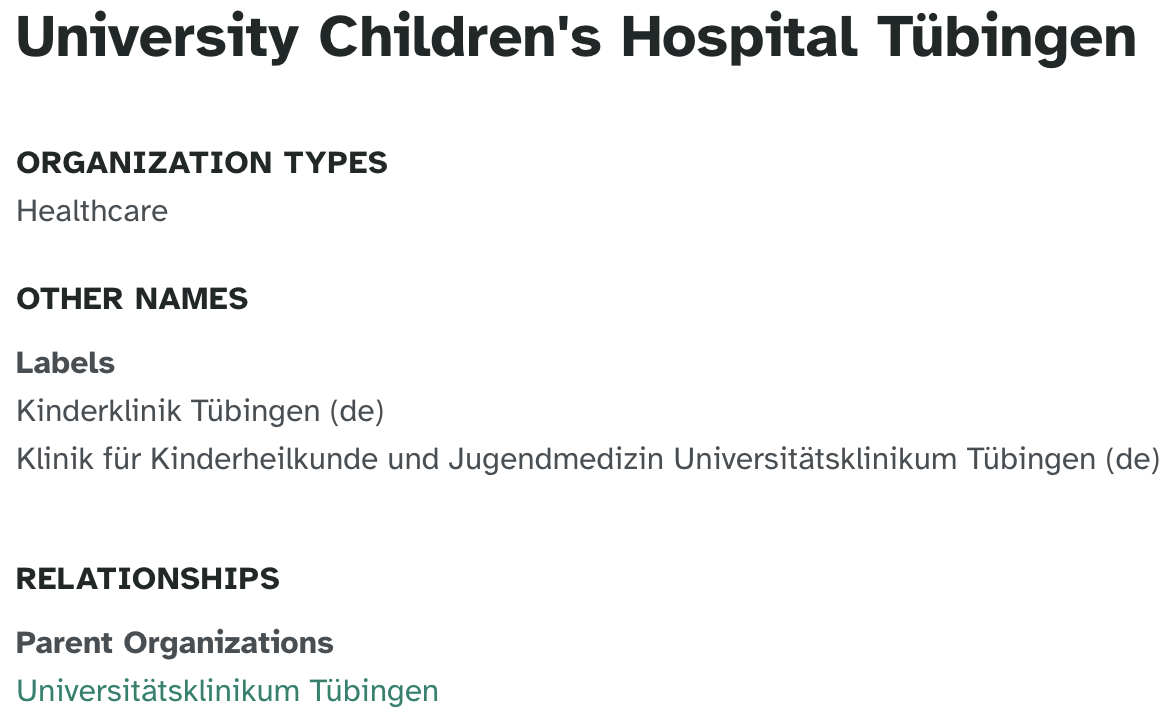 University Children's Hospital Tübingen
ORGANIZATION TYPES
Healthcare
OTHER NAMES
Labels
Kinderklinik Tübingen (de)
Klinik für Kinderheilkunde und Jugendmedizin Universitätsklinikum Tübingen (de)
RELATIONSHIPS
Parent Organizations
Universitätsklinikum Tübingen